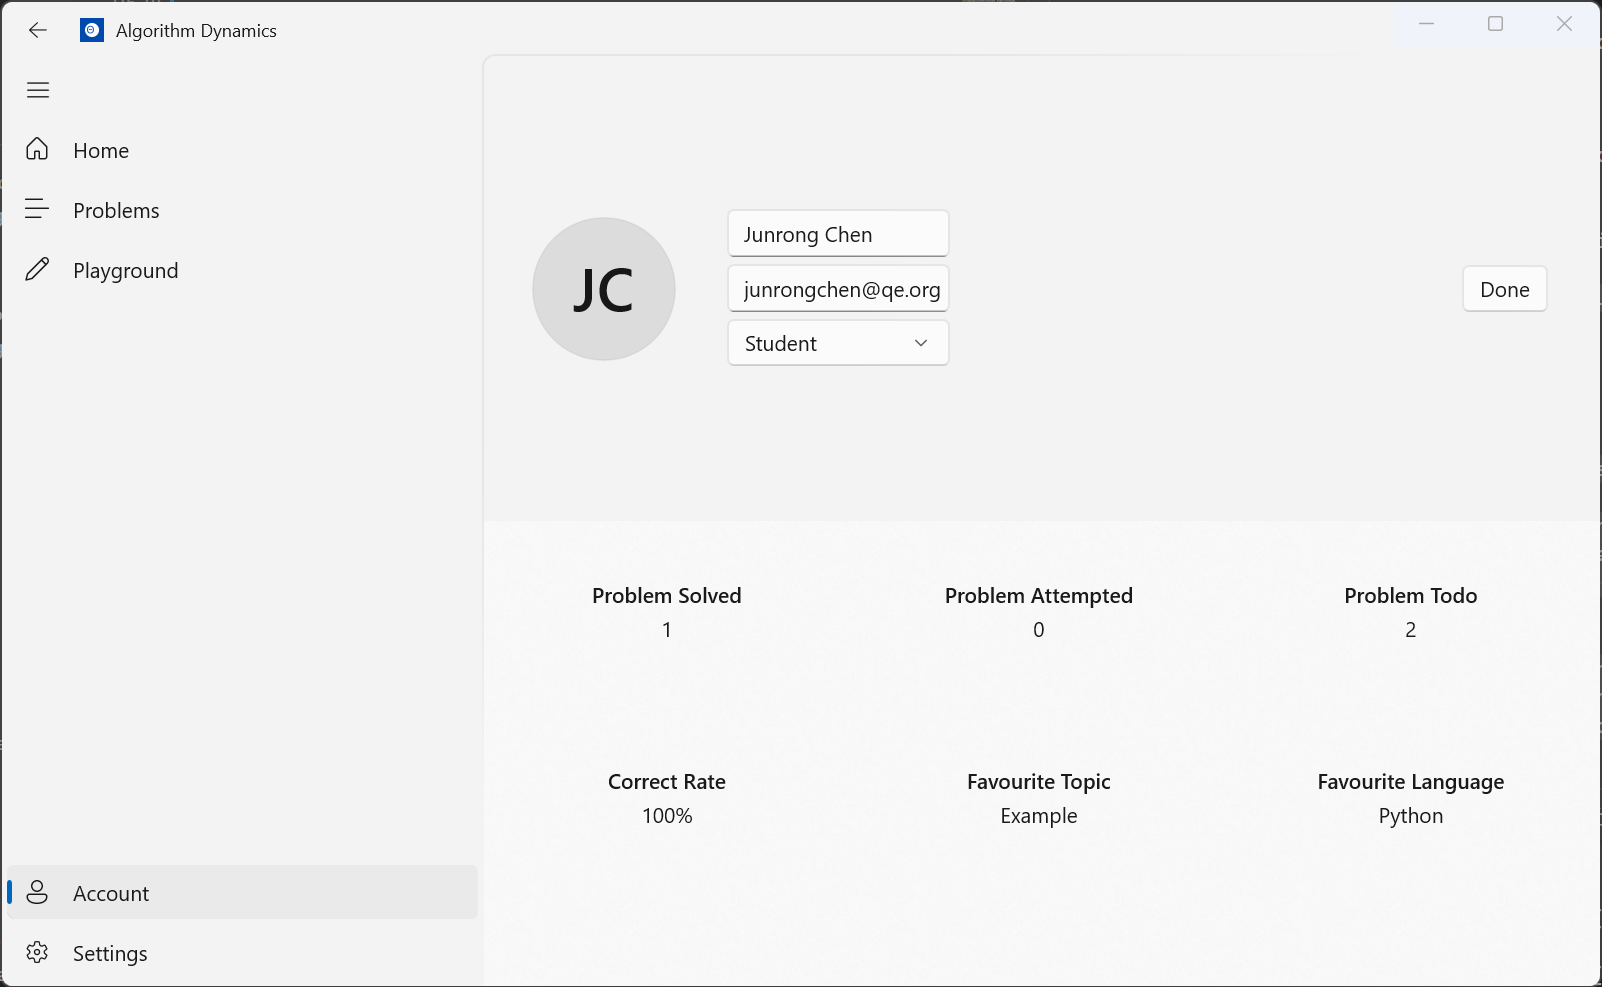 Algorithm Dynamics
Home
Problems
Playground
Account
Settings
JC
Junrong Chen
junrongchen@qe.org
Student
Done
Problem Solved
1
Problem Attempted
0
Problem Todo
2
Correct Rate
100%
Favourite Topic
Example
Favourite Language
Python